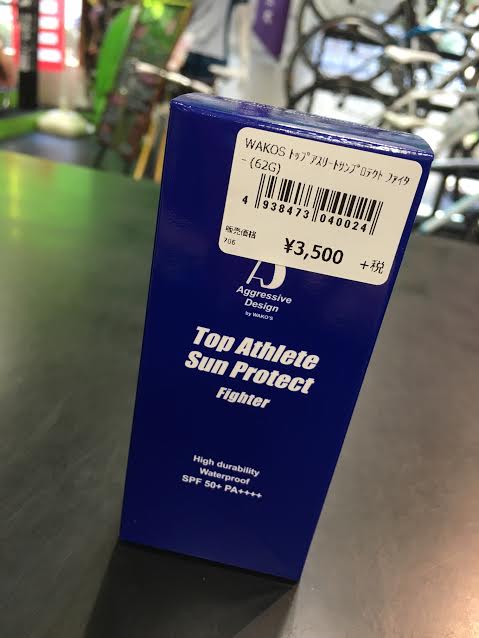 WAKOS トップアスリートサンプロテクト ファイタ
- (62G)
4 938473 040024
販売価格
706
¥3,500 +税
Aggressive
Design
by WAKO'S
Top Athlete
Sun Protect
Fighter
High durability
Waterproof
SPF 50+ PA++++